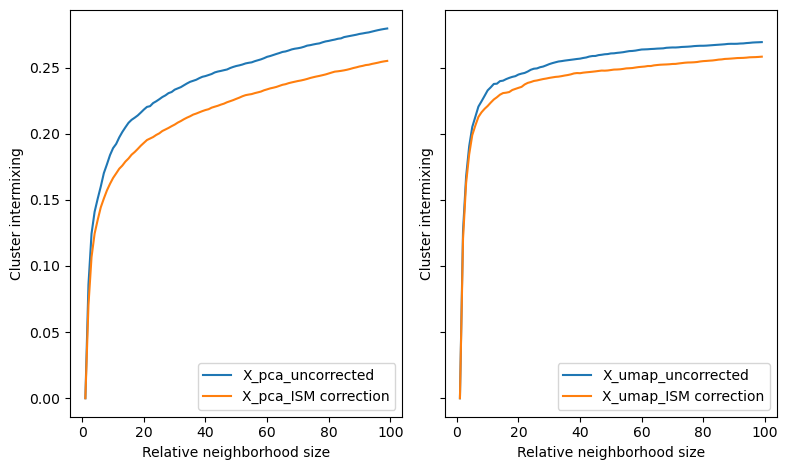 Cluster intermixing
0.25
0.20
0.15
0.10
0.05
0.00
X_pca_uncorrected
X_pca_ISM correction
0 20 40 60 80 100
Relative neighborhood size
Cluster intermixing
X_umap_uncorrected
X_umap_ISM correction
0 20 40 60 80 100
Relative neighborhood size